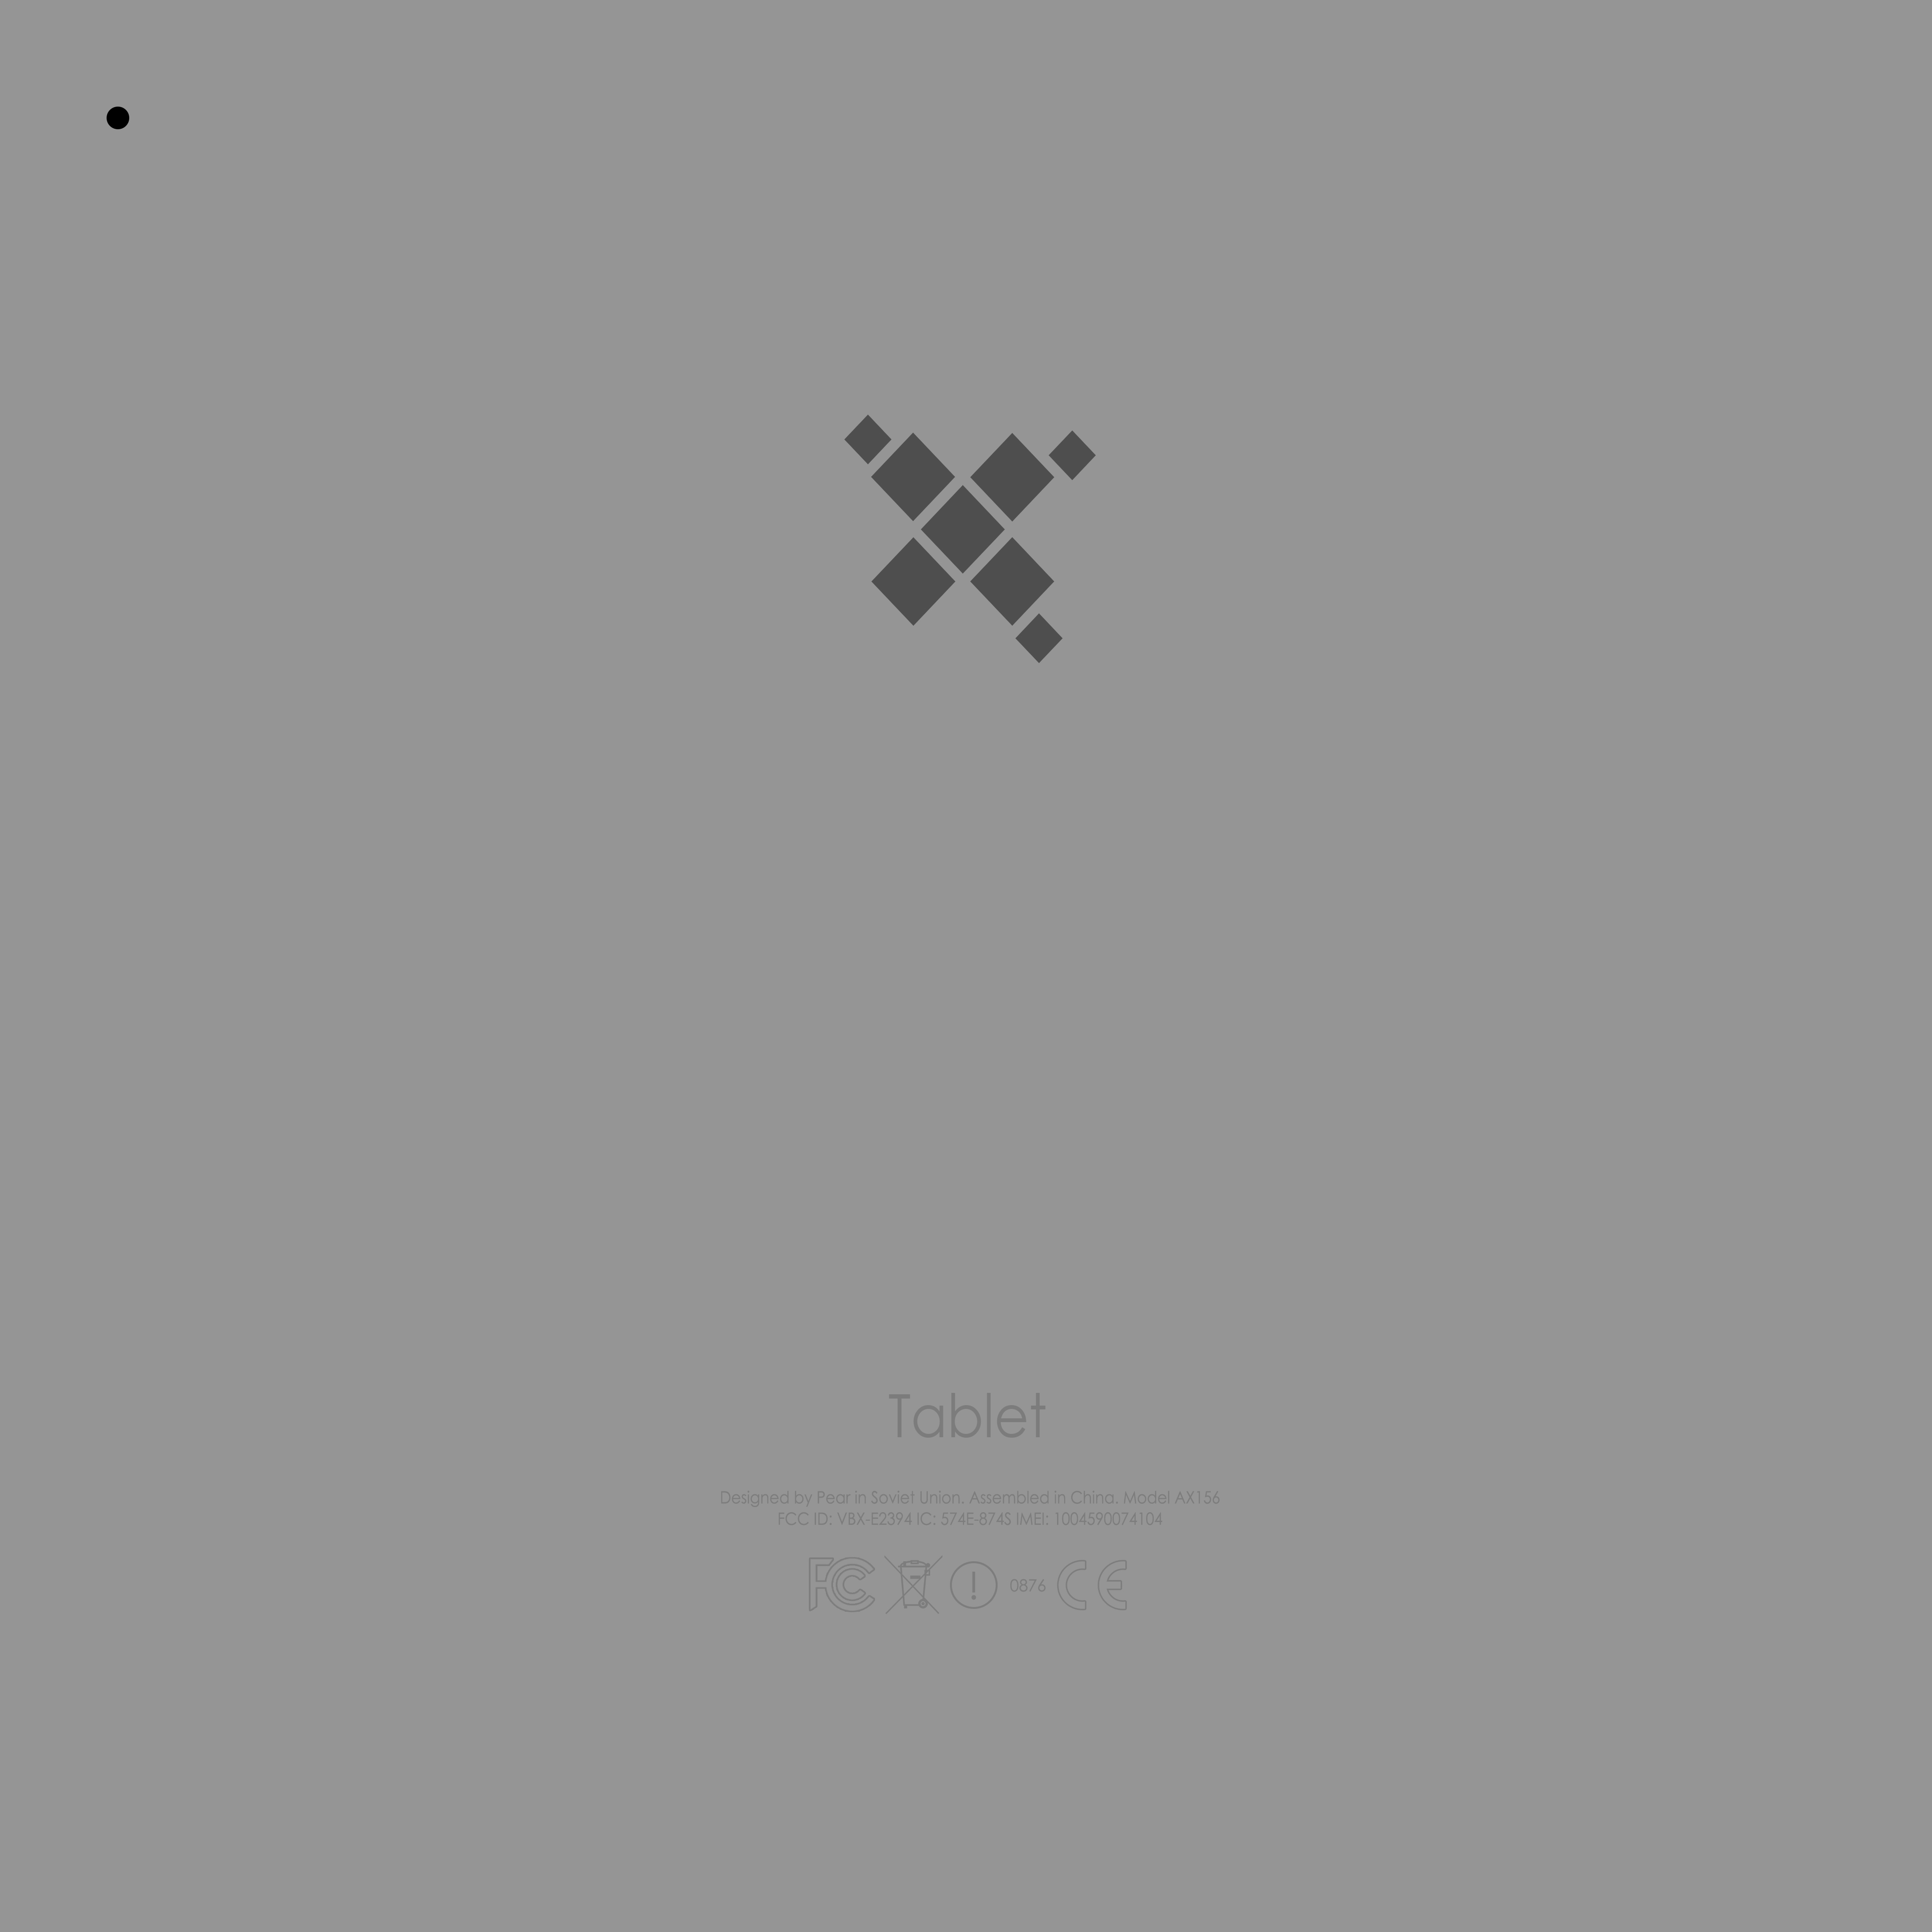 Tablet
Designed by Pear in Soviet Union. Assembled in China. Model AX156
FCC ID: VBX-E2394 IC: 574E-874S IMEI: 1004590074104
FC 0876 CE